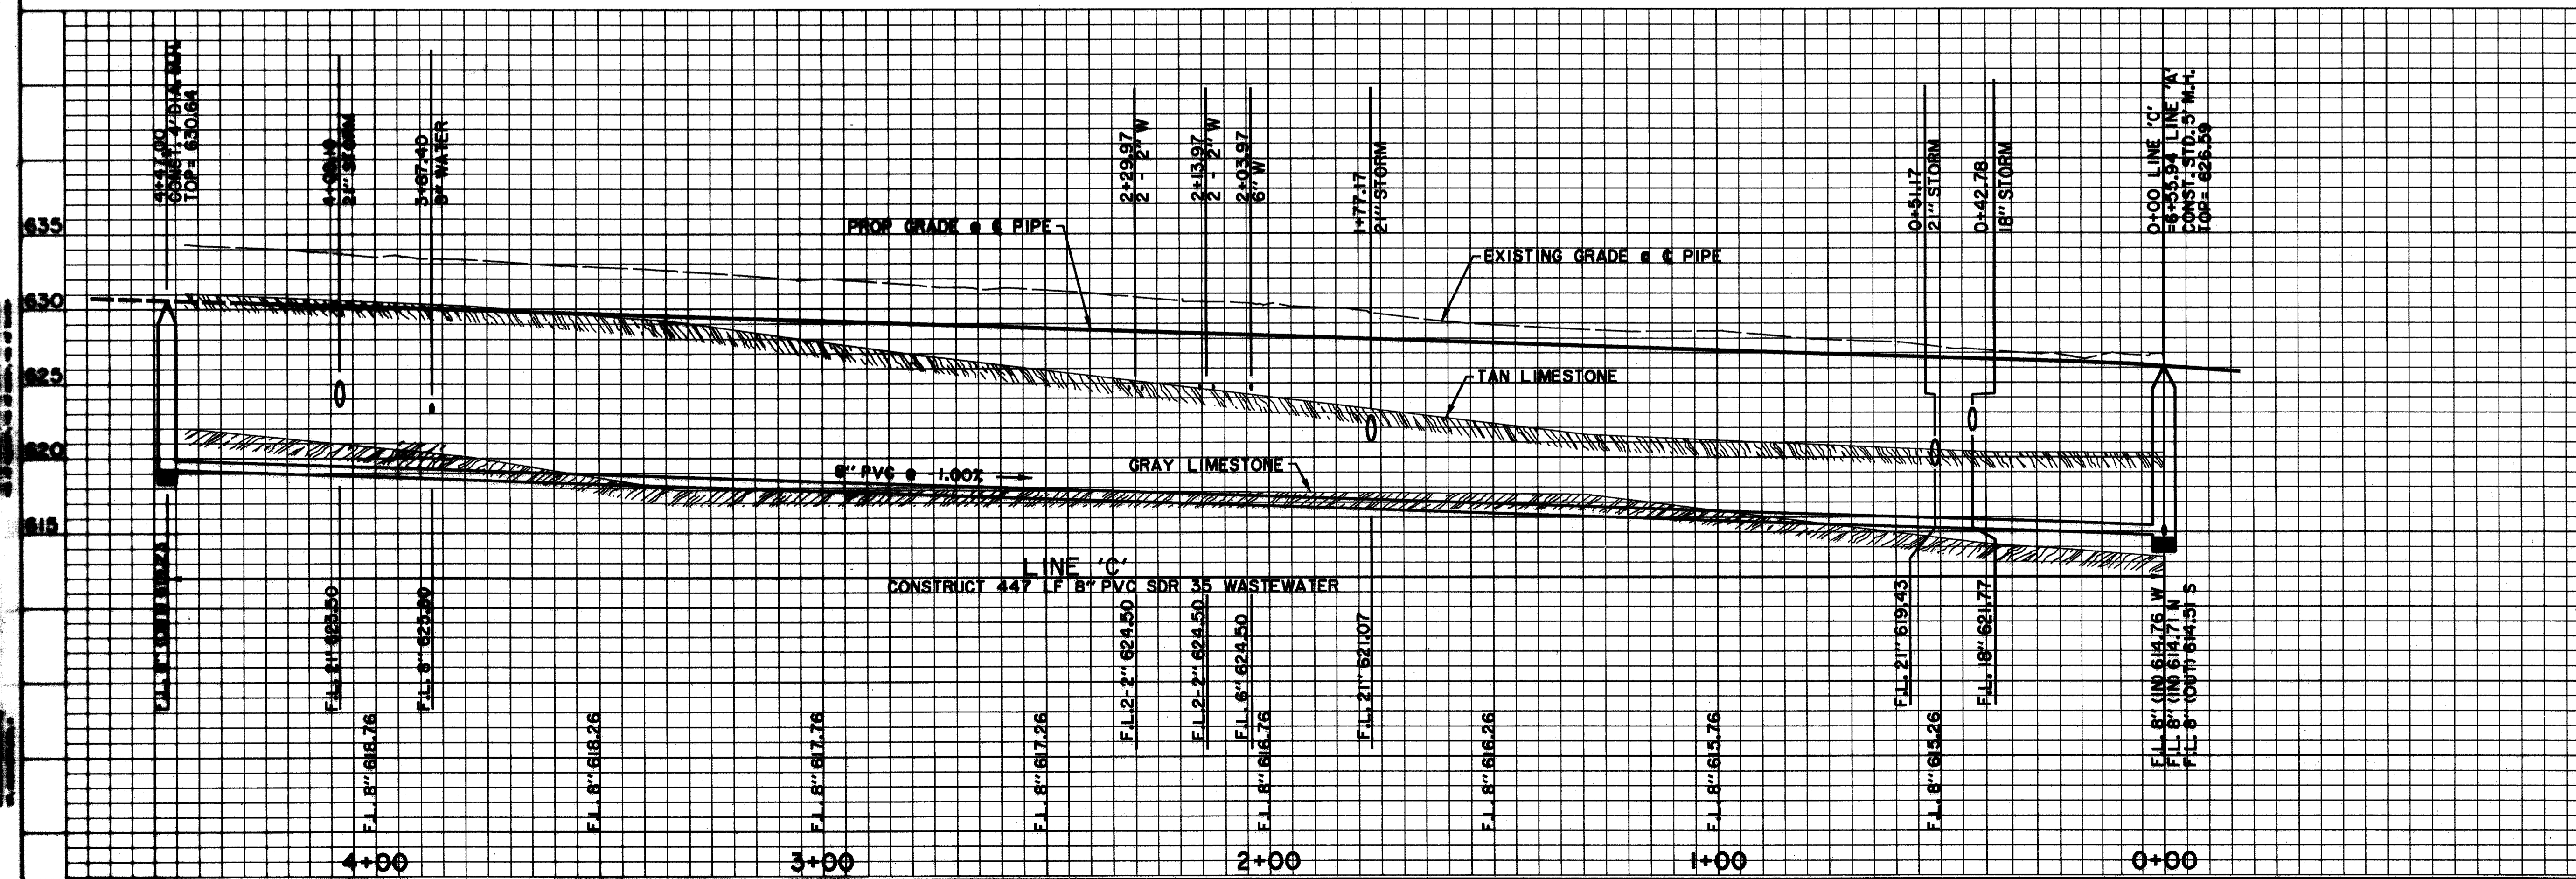 4+47.00
CONST. 4' DIA. M.H.
TOP= 630.64
21" STORM
3+87.40
8" WATER
2+29.97
2 - 2" W
2+13.97
2 - 2" W
2+03.97
6" W
1+77.17
21" STORM
0+51.17
21" STORM
0+42.78
18" STORM
0+00 LINE 'C'
=6+55.94 LINE 'A'
CONST. STD. 5' M.H.
TOP= 626.59
635
630
625
620
615
PROP GRADE @ ℄ PIPE
EXISTING GRADE @ ℄ PIPE
TAN LIMESTONE
GRAY LIMESTONE
8" PVC @ -1.00%
LINE 'C'
CONSTRUCT 447 LF 8" PVC SDR 35 WASTEWATER
F.L. 21" 623.50
F.L. 8"
F.L. 2-2" 624.50
F.L. 2-2" 624.50
F.L. 6" 624.50
F.L. 21" 621.07
F.L. 21" 619.43
F.L. 18" 621.77
F.L. 8" (IN) 614.76 W
F.L. 8" (IN) 614.71 N
F.L. 8" (OUT) 614.51 S
F.L. 8" 618.76
F.L. 8" 618.26
F.L. 8" 617.76
F.L. 8" 617.26
F.L. 8" 616.76
F.L. 8" 616.26
F.L. 8" 615.76
F.L. 8" 615.26
4+00
3+00
2+00
1+00
0+00